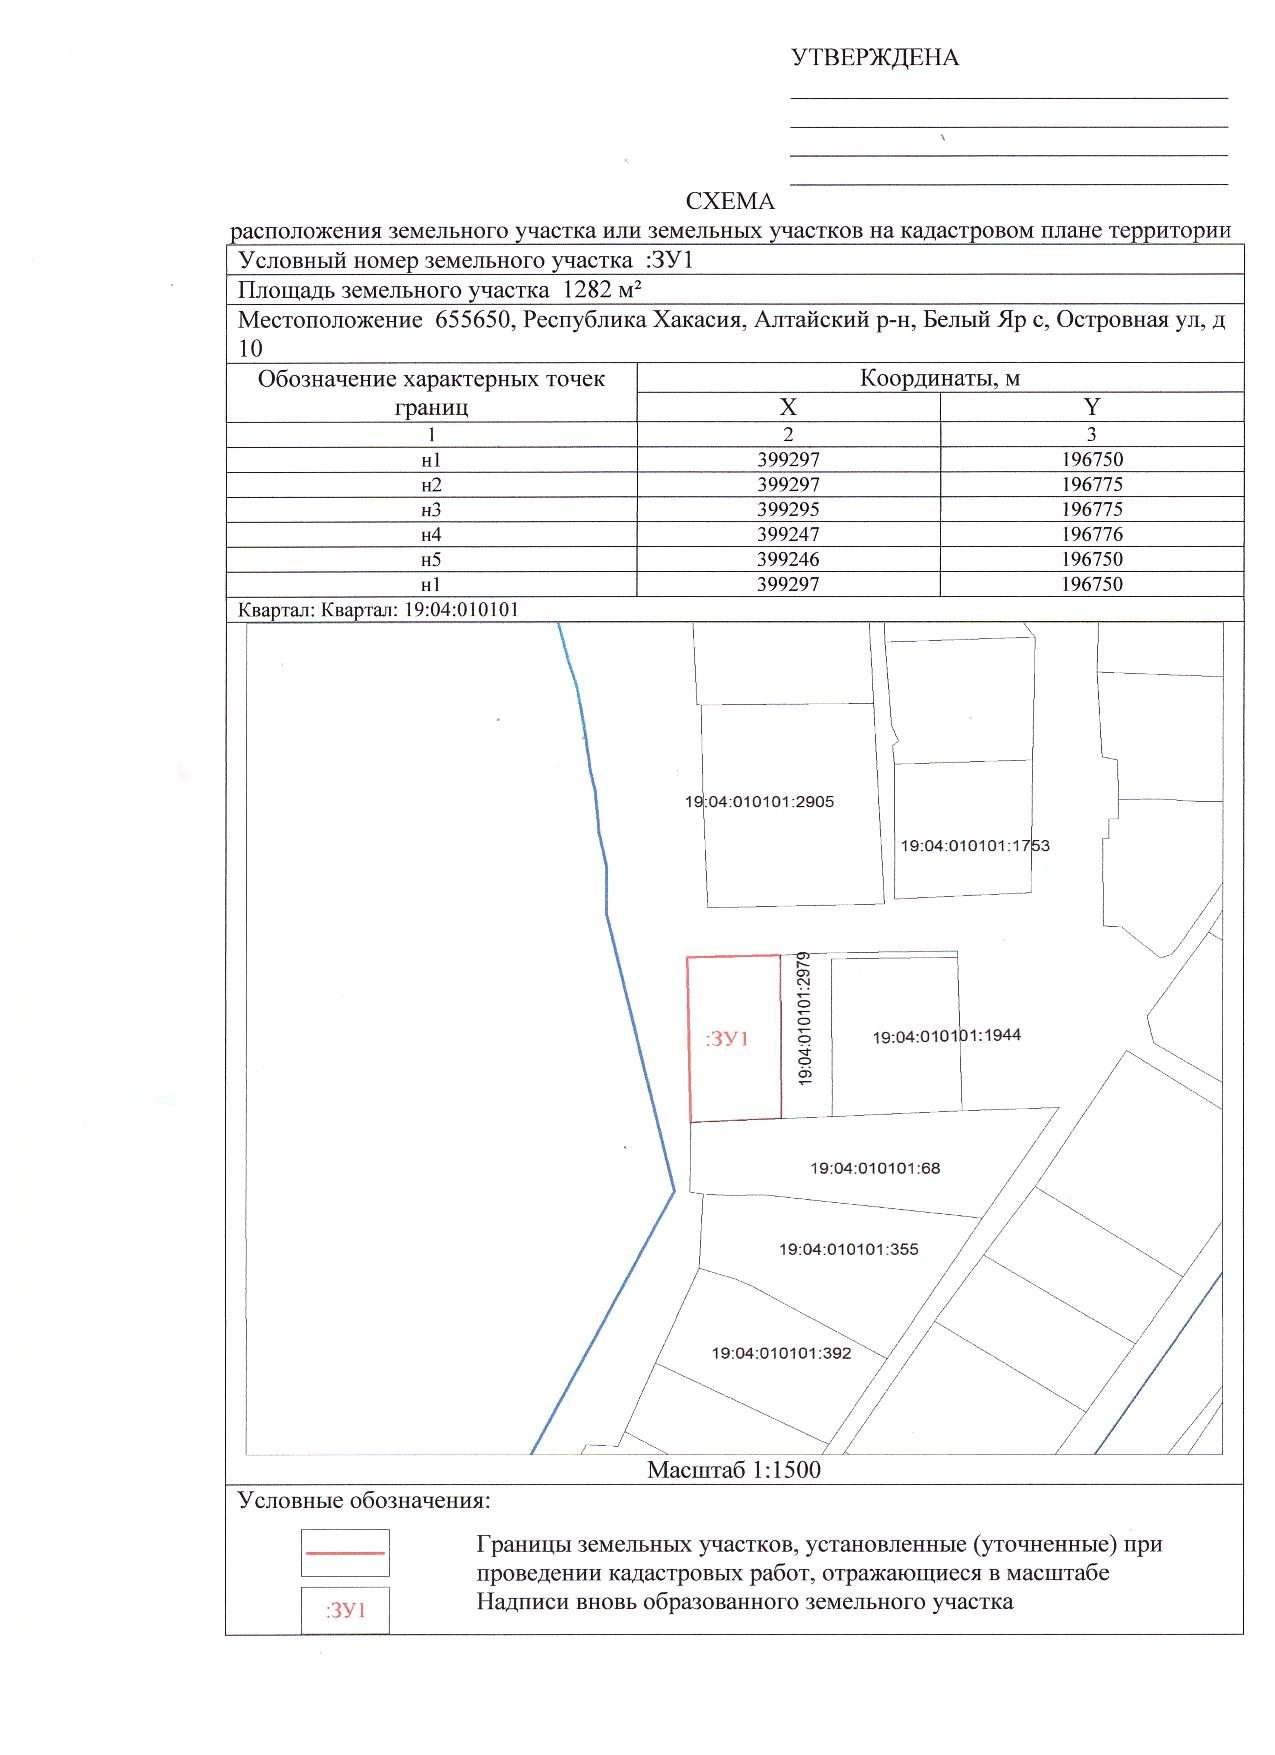 УТВЕРЖДЕНА
СХЕМА
расположения земельного участка или земельных участков на кадастровом плане территории
Условный номер земельного участка :ЗУ1
Площадь земельного участка 1282 м²
Местоположение 655650, Республика Хакасия, Алтайский р-н, Белый Яр с, Островная ул, д
10
Обозначение характерных точек
границ
Координаты, м
X Y
1 2 3
н1 399297 196750
н2 399297 196775
н3 399295 196775
н4 399247 196776
н5 399246 196750
н1 399297 196750
Квартал: Квартал: 19:04:010101
19:04:010101:2905
19:04:010101:1753
19:04:010101:2979
:ЗУ1
19:04:010101:1944
19:04:010101:68
19:04:010101:355
19:04:010101:392
Масштаб 1:1500
Условные обозначения:
Границы земельных участков, установленные (уточненные) при
проведении кадастровых работ, отражающиеся в масштабе
:ЗУ1
Надписи вновь образованного земельного участка